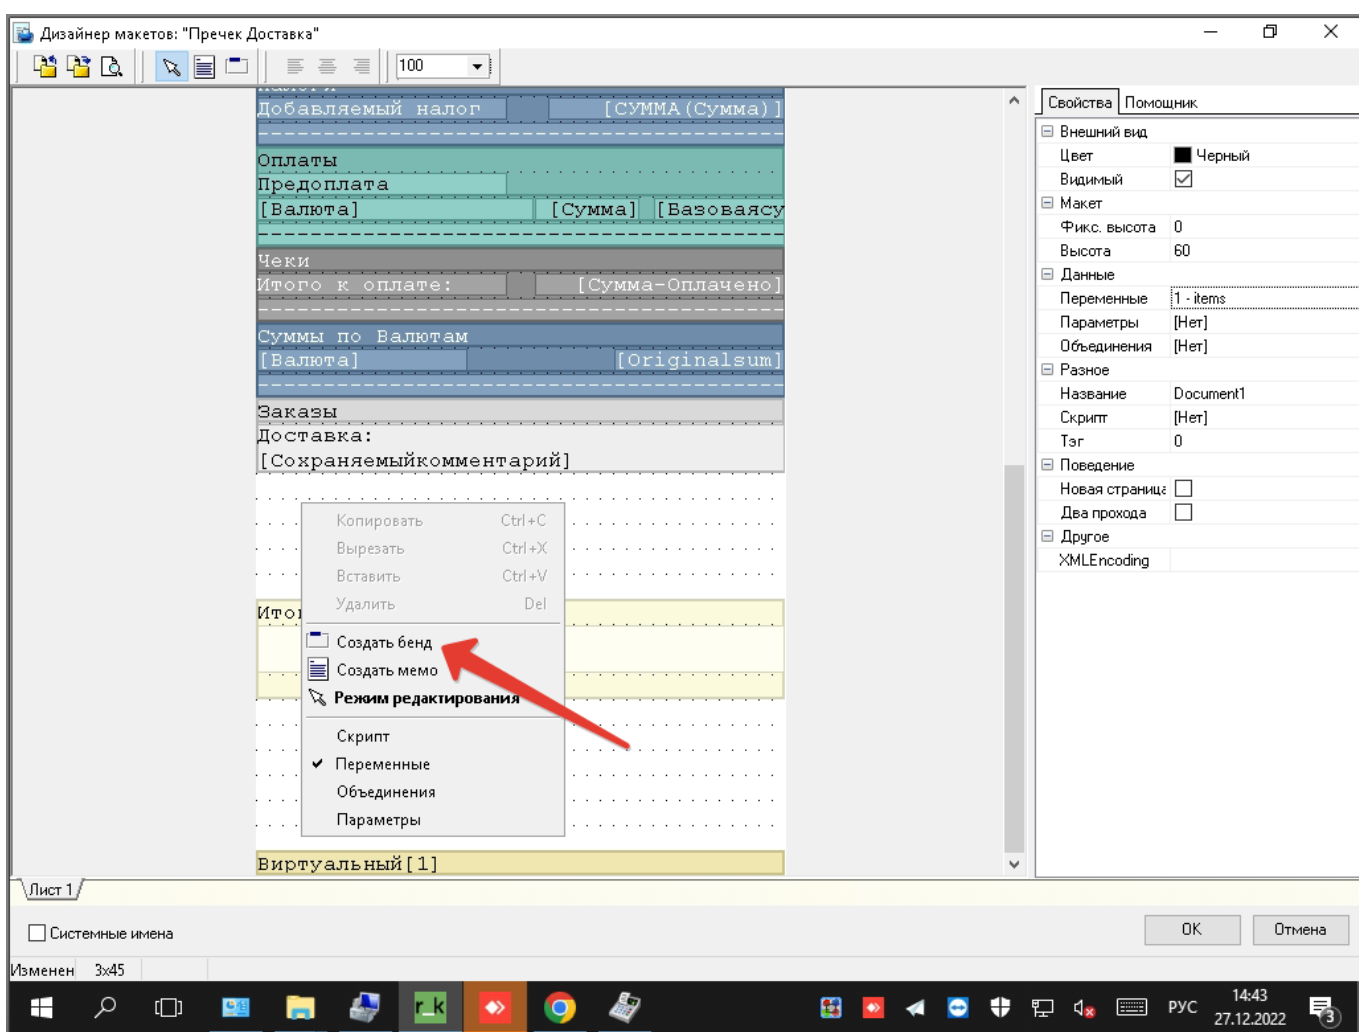 Дизайнер макетов: "Пречек Доставка"
100
Добавляемый налог [СУММА(Сумма)]
Оплаты
Предоплата
[Валюта] [Сумма] [Базоваясу
Чеки
Итого к оплате: [Сумма-Оплачено]
Суммы по Валютам
[Валюта] [Originalsum]
Заказы
Доставка:
[Сохраняемыйкомментарий]
Копировать Ctrl+C
Вырезать Ctrl+X
Вставить Ctrl+V
Удалить Del
Создать бенд
Создать мемо
Режим редактирования
Скрипт
Переменные
Объединения
Параметры
Виртуальный[1]
Свойства Помощник
Внешний вид
Цвет Черный
Видимый
Макет
Фикс. высота 0
Высота 60
Данные
Переменные 1 - items
Параметры [Нет]
Объединения [Нет]
Разное
Название Document1
Скрипт [Нет]
Тэг 0
Поведение
Новая страница
Два прохода
Другое
XMLEncoding
Лист 1
Системные имена
OK Отмена
Изменен 3x45
r_k
РУС
14:43
27.12.2022
3